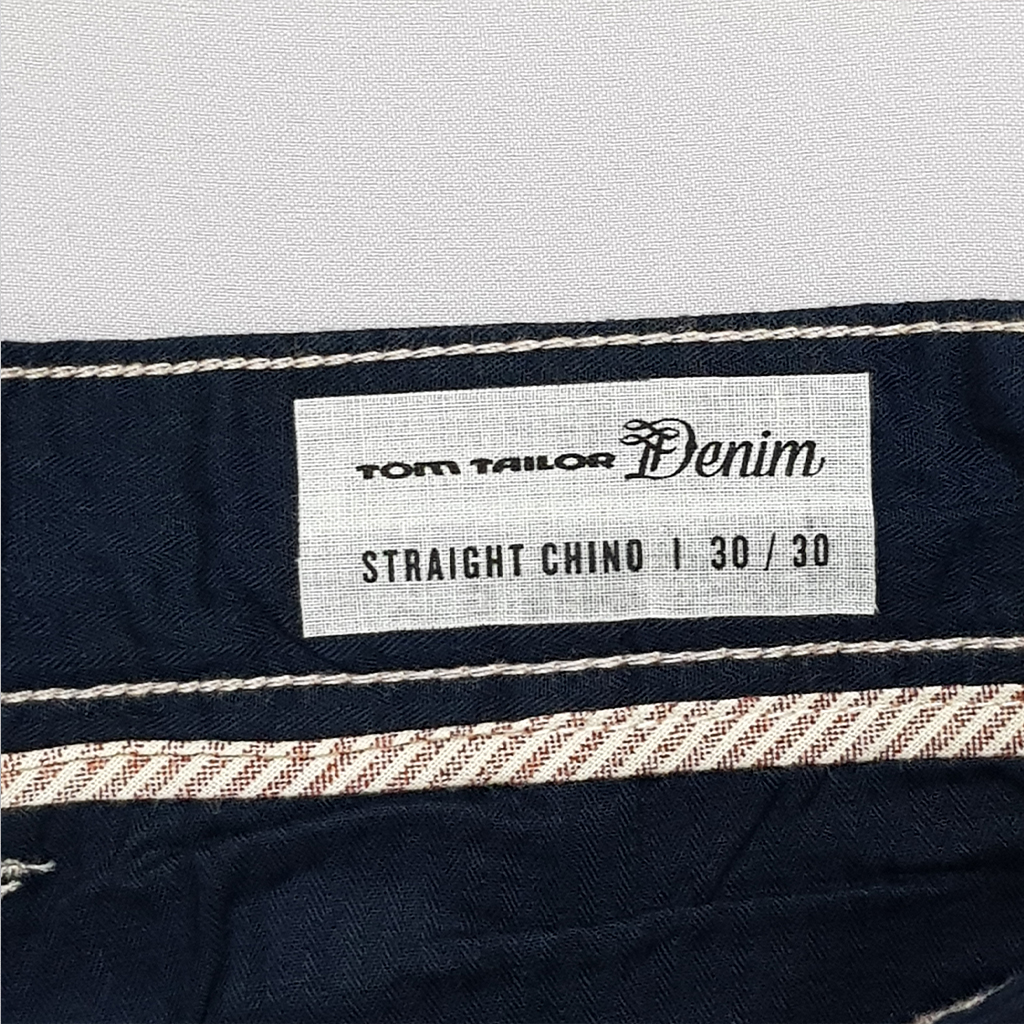 TOM TAILOR Denim
STRAIGHT CHINO | 30 / 30